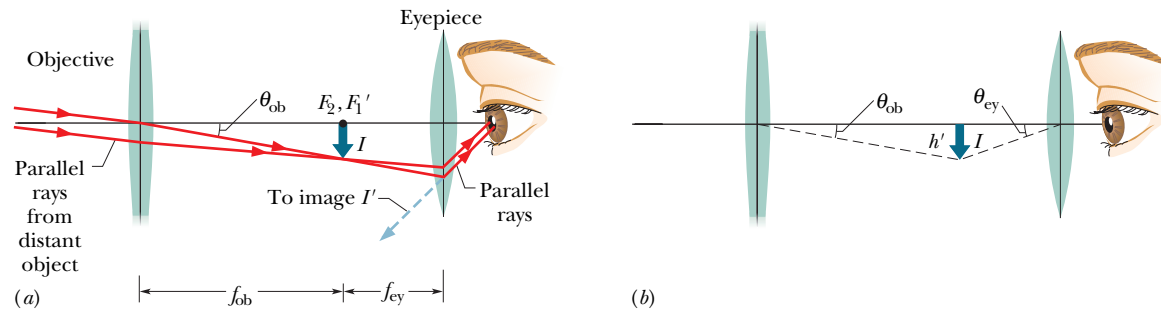 Eyepiece
Objective
θob
F2, F1′
I
Parallel
rays
from
distant
object
To image I′
Parallel
rays
fob
fey
(a)
θob
θey
h′
I
(b)